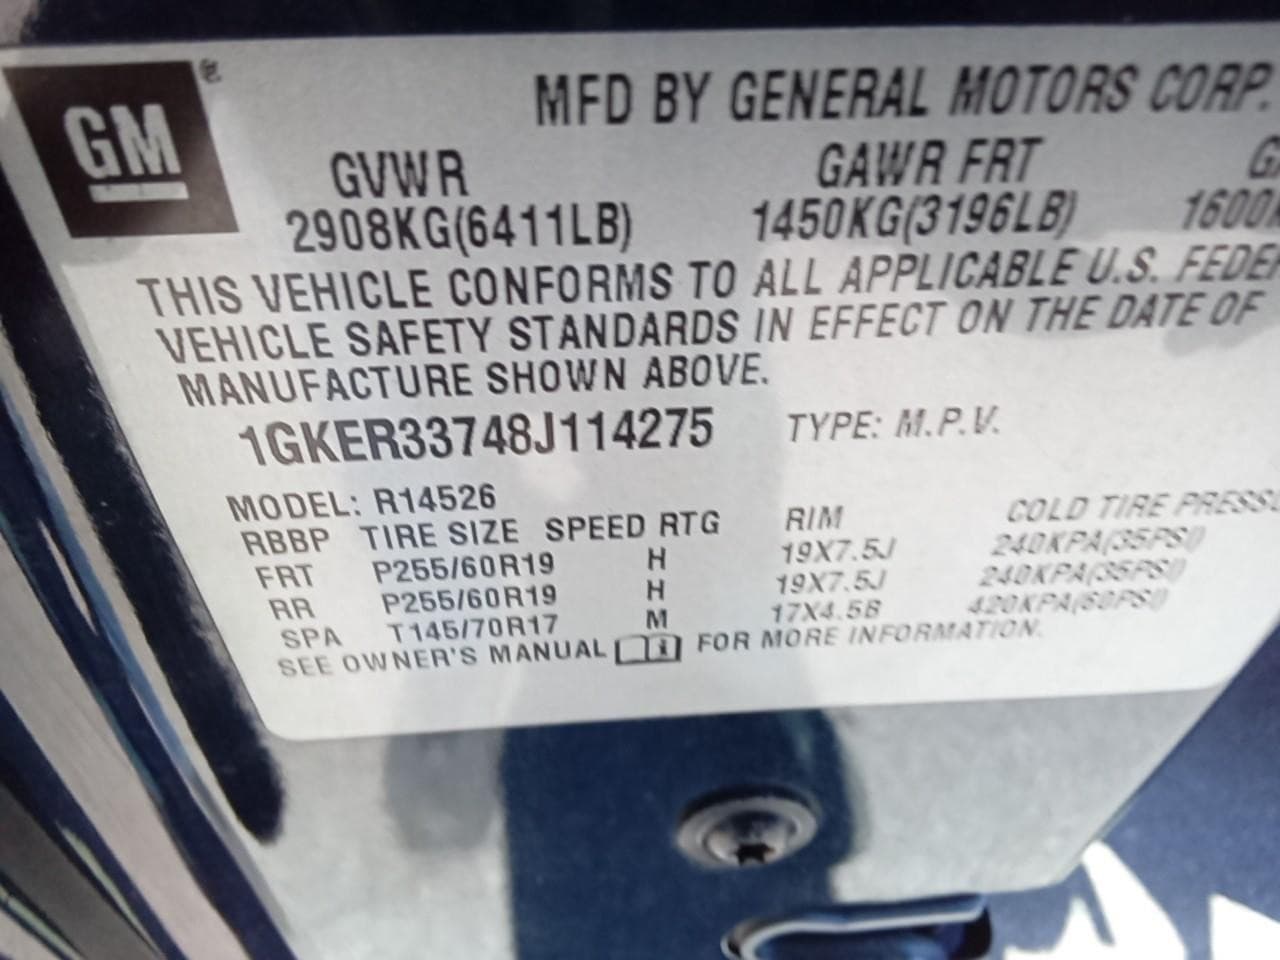 GM ®
MFD BY GENERAL MOTORS CORP.
GVWR GAWR FRT
2908KG(6411LB) 1450KG(3196LB) 1600
THIS VEHICLE CONFORMS TO ALL APPLICABLE U.S. FEDE
VEHICLE SAFETY STANDARDS IN EFFECT ON THE DATE OF
MANUFACTURE SHOWN ABOVE.
1GKER33748J114275 TYPE: M.P.V.
MODEL: R14526
RBBP TIRE SIZE SPEED RTG RIM COLD TIRE PRESSU
FRT P255/60R19 H 19X7.5J 240KPA(35PSI)
RR P255/60R19 H 19X7.5J 240KPA(35PSI)
SPA T145/70R17 M 17X4.5B 420KPA(60PSI)
SEE OWNER'S MANUAL i FOR MORE INFORMATION.